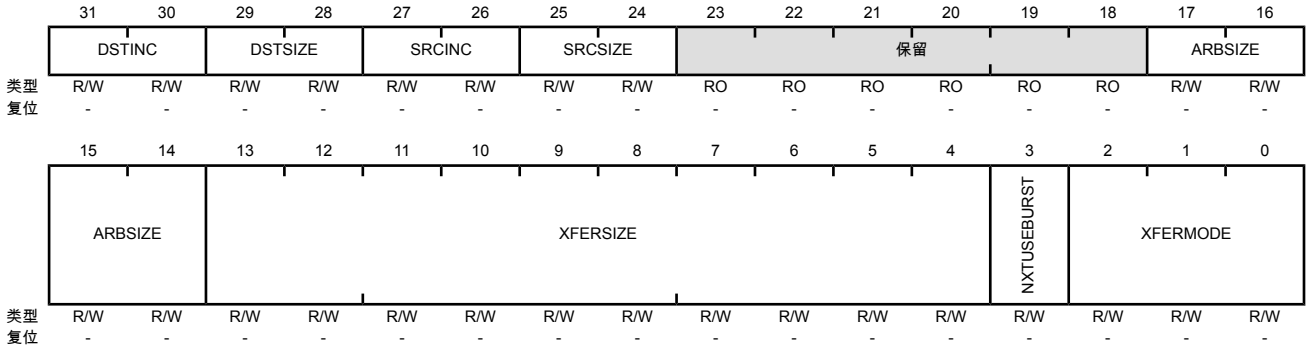 31 30 29 28 27 26 25 24 23 22 21 20 19 18 17 16
DSTINC DSTSIZE SRCINC SRCSIZE 保留 ARBSIZE
类型 R/W R/W R/W R/W R/W R/W R/W R/W RO RO RO RO RO RO R/W R/W
复位 - - - - - - - - - - - - - - - -
15 14 13 12 11 10 9 8 7 6 5 4 3 2 1 0
ARBSIZE XFERSIZE NXTUSEBURST XFERMODE
类型 R/W R/W R/W R/W R/W R/W R/W R/W R/W R/W R/W R/W R/W R/W R/W R/W
复位 - - - - - - - - - - - - - - - -